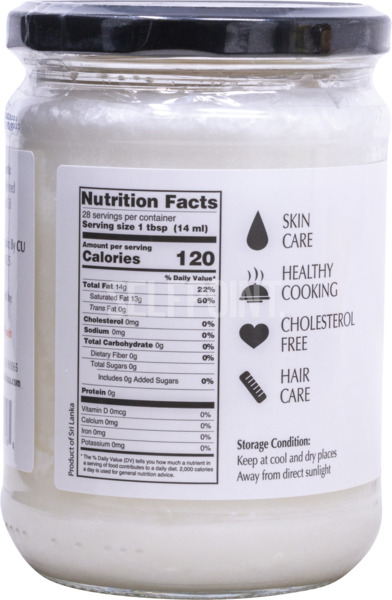 Nutrition Facts
28 servings per container
Serving size 1 tbsp (14 ml)
Amount per serving
Calories 120
% Daily Value*
Total Fat 14g 22%
Saturated Fat 13g 60%
Trans Fat 0g
Cholesterol 0mg 0%
Sodium 0mg 0%
Total Carbohydrate 0g 0%
Dietary Fiber 0g 0%
Total Sugars 0g
Includes 0g Added Sugars 0%
Protein 0g
Vitamin D 0mcg 0%
Calcium 0mg 0%
Iron 0mg 0%
Potassium 0mg 0%
* The % Daily Value (DV) tells you how much a nutrient in
a serving of food contributes to a daily diet. 2,000 calories
a day is used for general nutrition advice.
Product of Sri Lanka
SKIN
CARE
HEALTHY
COOKING
CHOLESTEROL
FREE
HAIR
CARE
Storage Condition:
Keep at cool and dry places
Away from direct sunlight
By CU